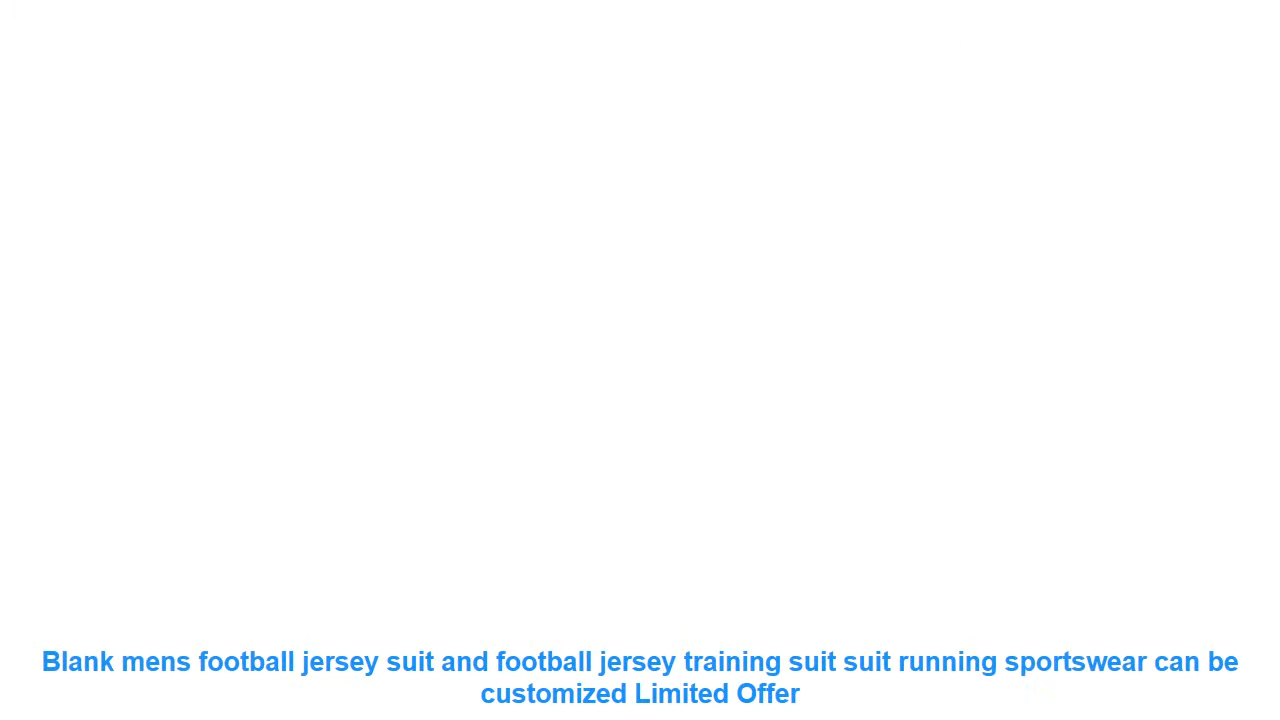 Blank mens football jersey suit and football jersey training suit suit running sportswear can be
customized Limited Offer